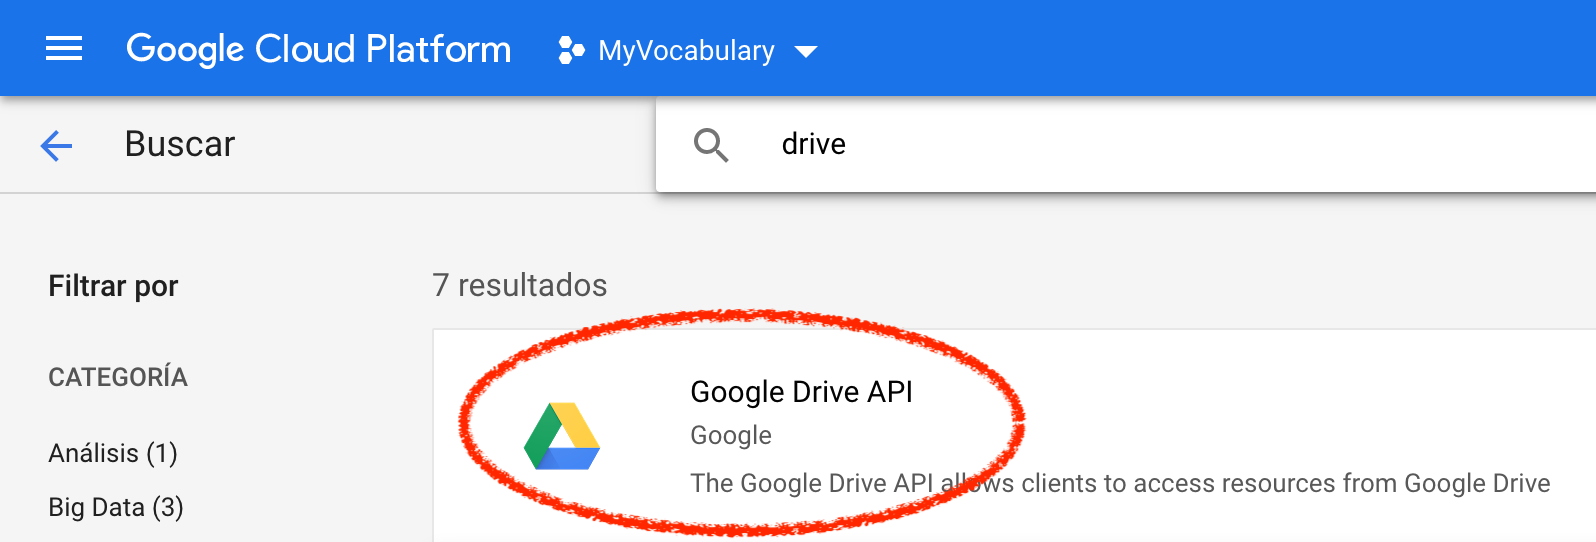 Google Cloud Platform MyVocabulary
Buscar
drive
Filtrar por
7 resultados
CATEGORÍA
Análisis (1)
Big Data (3)
Google Drive API
Google
The Google Drive API allows clients to access resources from Google Drive